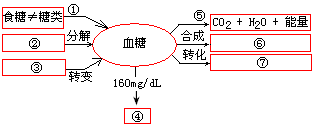 食糖≠糖类
①
⑤
CO₂ + H₂O + 能量
②
分解
血糖
合成
⑥
③
转变
转化
⑦
160mg/dL
④